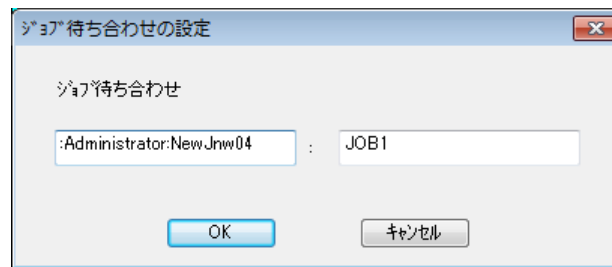 ｼﾞｮﾌﾞ待ち合わせの設定
ｼﾞｮﾌﾞ待ち合わせ
:Administrator:NewJnw04 : JOB1
OK ｷｬﾝｾﾙ